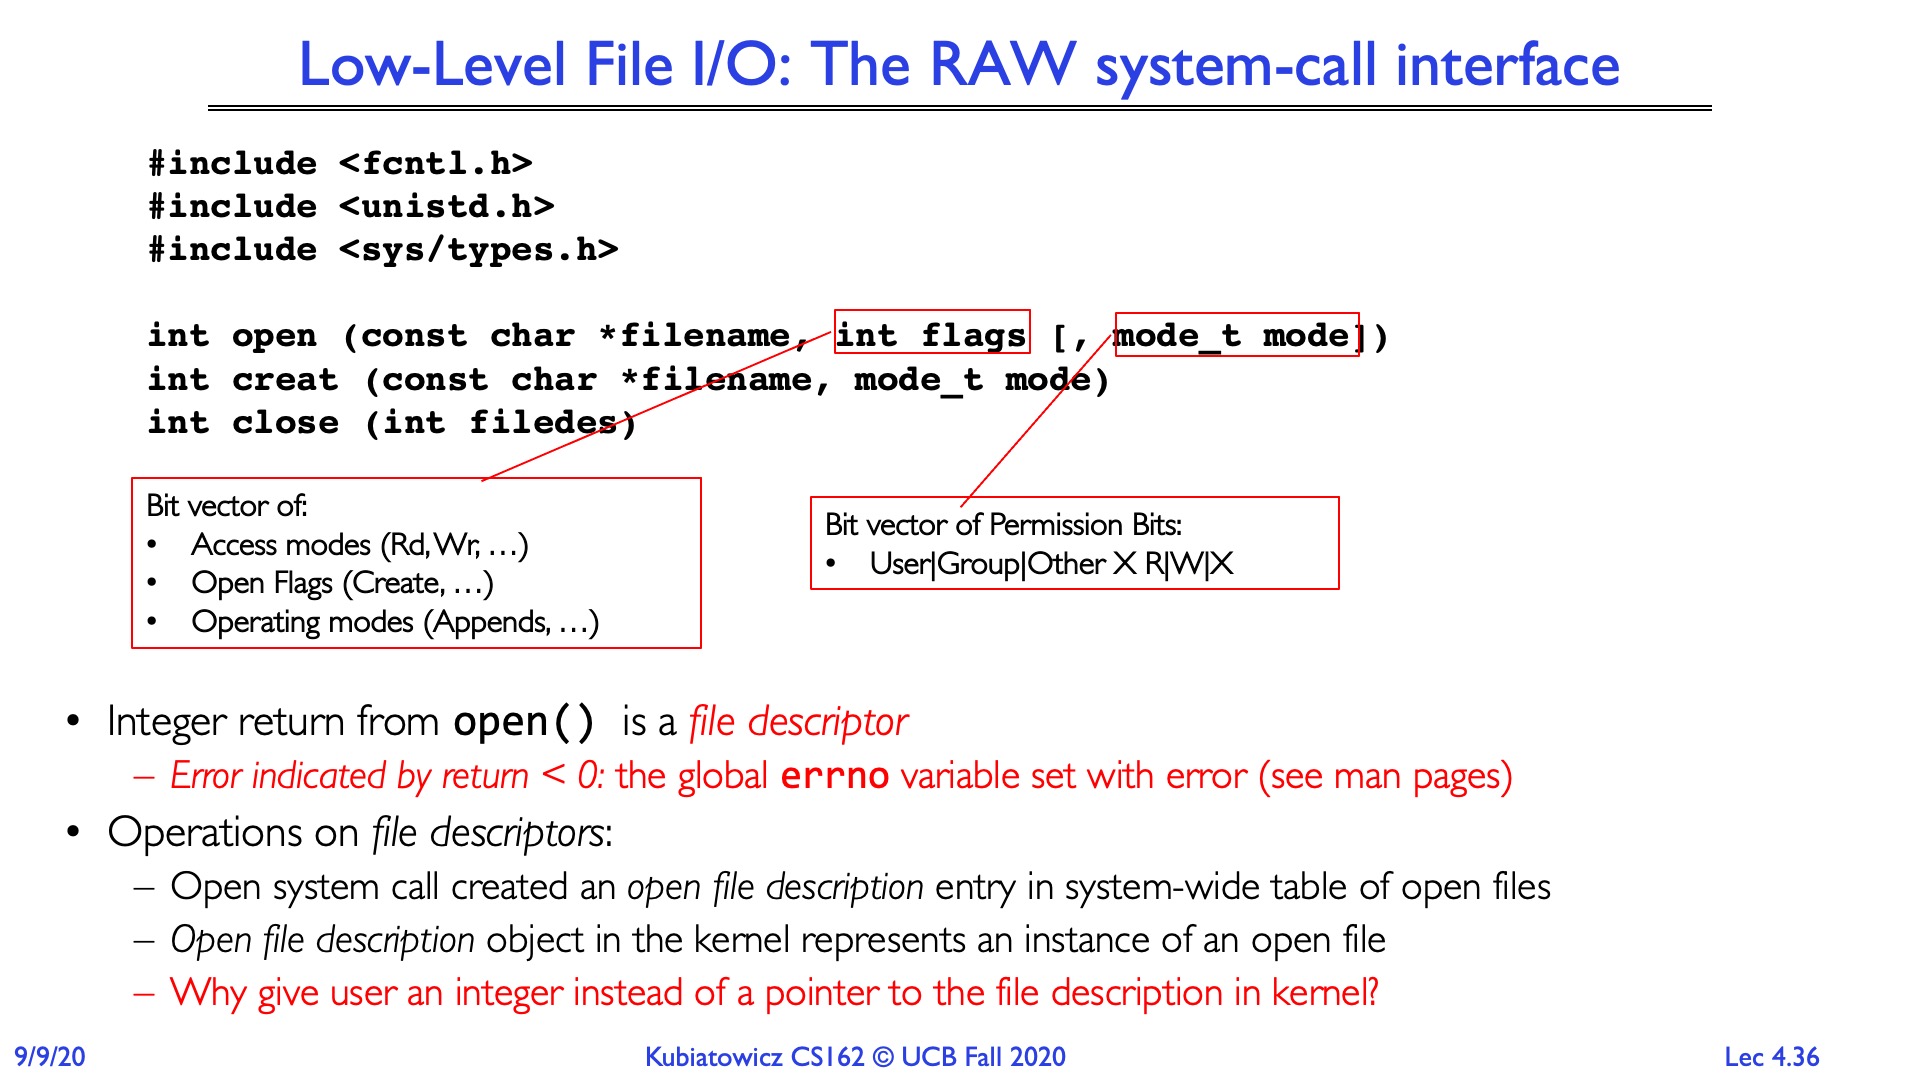 Low-Level File I/O: The RAW system-call interface
#include <fcntl.h>
#include <unistd.h>
#include <sys/types.h>
int open (const char *filename, int flags [, mode_t mode])
int creat (const char *filename, mode_t mode)
int close (int filedes)
Bit vector of:
• Access modes (Rd, Wr, …)
• Open Flags (Create, …)
• Operating modes (Appends, …)
Bit vector of Permission Bits:
• User|Group|Other X R|W|X
• Integer return from open() is a file descriptor
– Error indicated by return < 0: the global errno variable set with error (see man pages)
• Operations on file descriptors:
– Open system call created an open file description entry in system-wide table of open files
– Open file description object in the kernel represents an instance of an open file
– Why give user an integer instead of a pointer to the file description in kernel?
9/9/20
Kubiatowicz CS162 © UCB Fall 2020
Lec 4.36